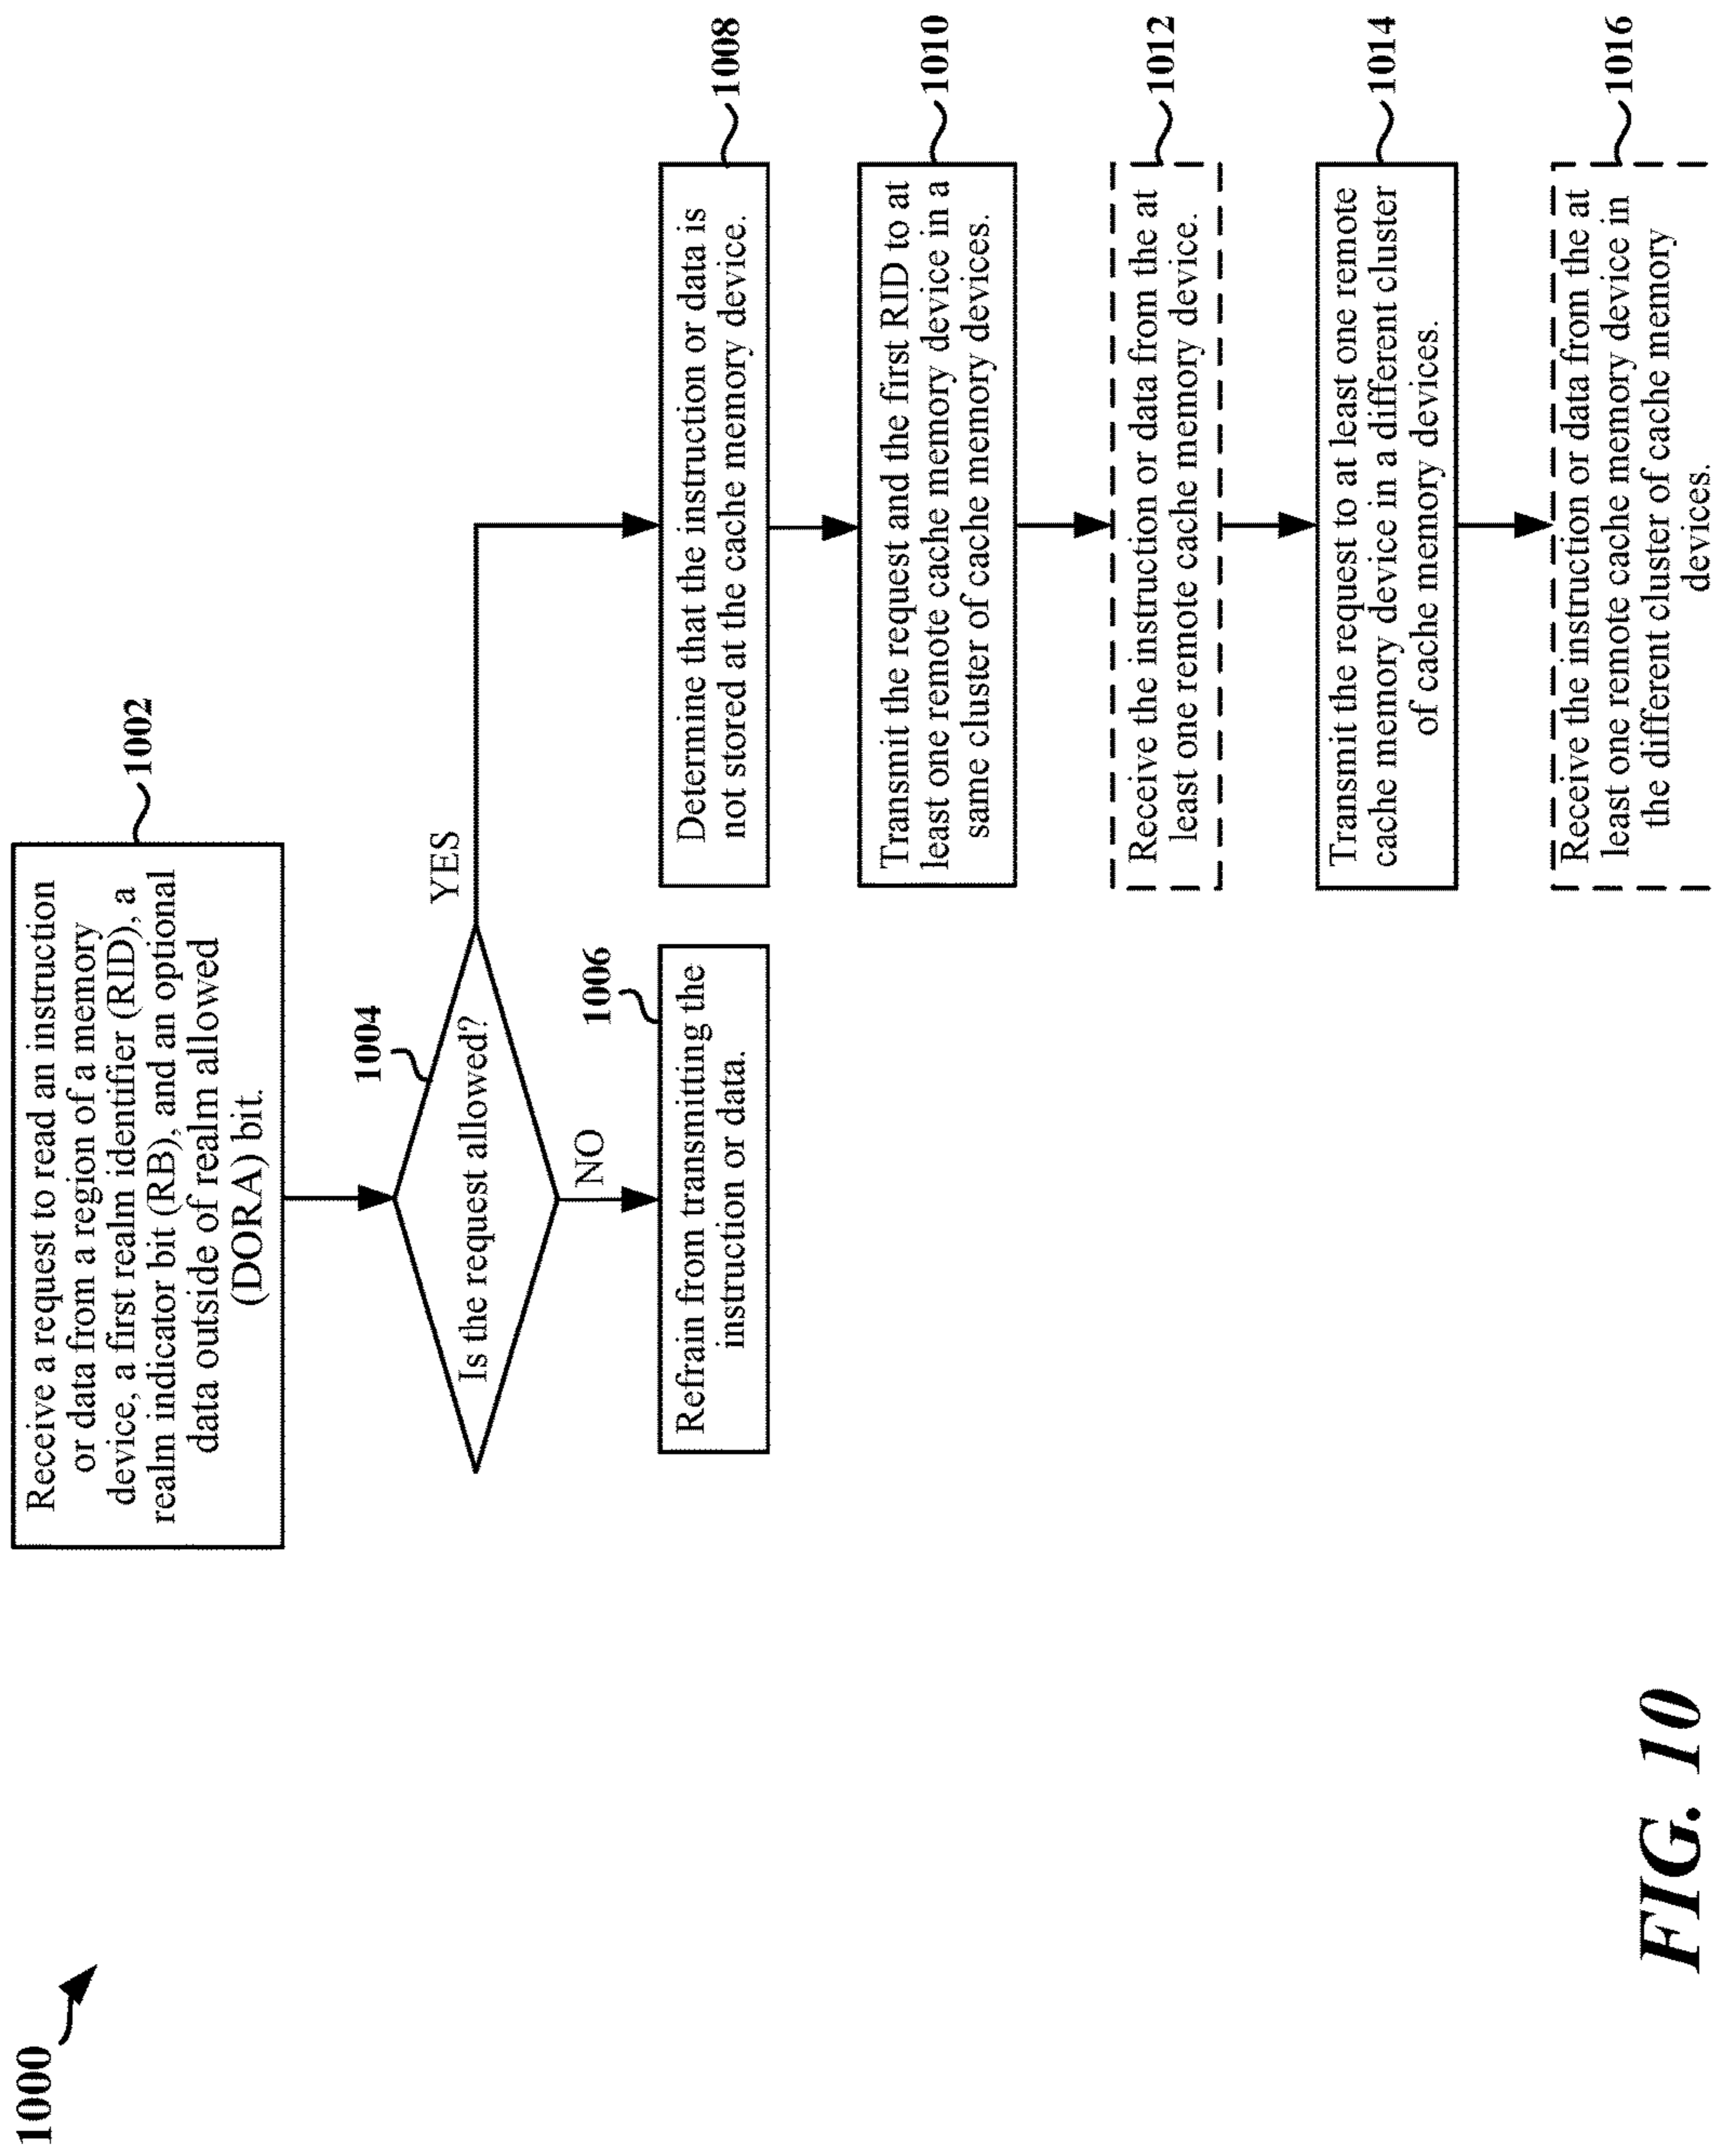 1000
Receive a request to read an instruction
or data from a region of a memory
device, a first realm identifier (RID), a
realm indicator bit (RB), and an optional
data outside of realm allowed
(DORA) bit.
1002
1004
Is the request allowed?
YES
NO
1006
Refrain from transmitting the
instruction or data.
1008
Determine that the instruction or data is
not stored at the cache memory device.
1010
Transmit the request and the first RID to at
least one remote cache memory device in a
same cluster of cache memory devices.
1012
Receive the instruction or data from the at
least one remote cache memory device.
1014
Transmit the request to at least one remote
cache memory device in a different cluster
of cache memory devices.
1016
Receive the instruction or data from the at
least one remote cache memory device in
the different cluster of cache memory
devices.
FIG. 10